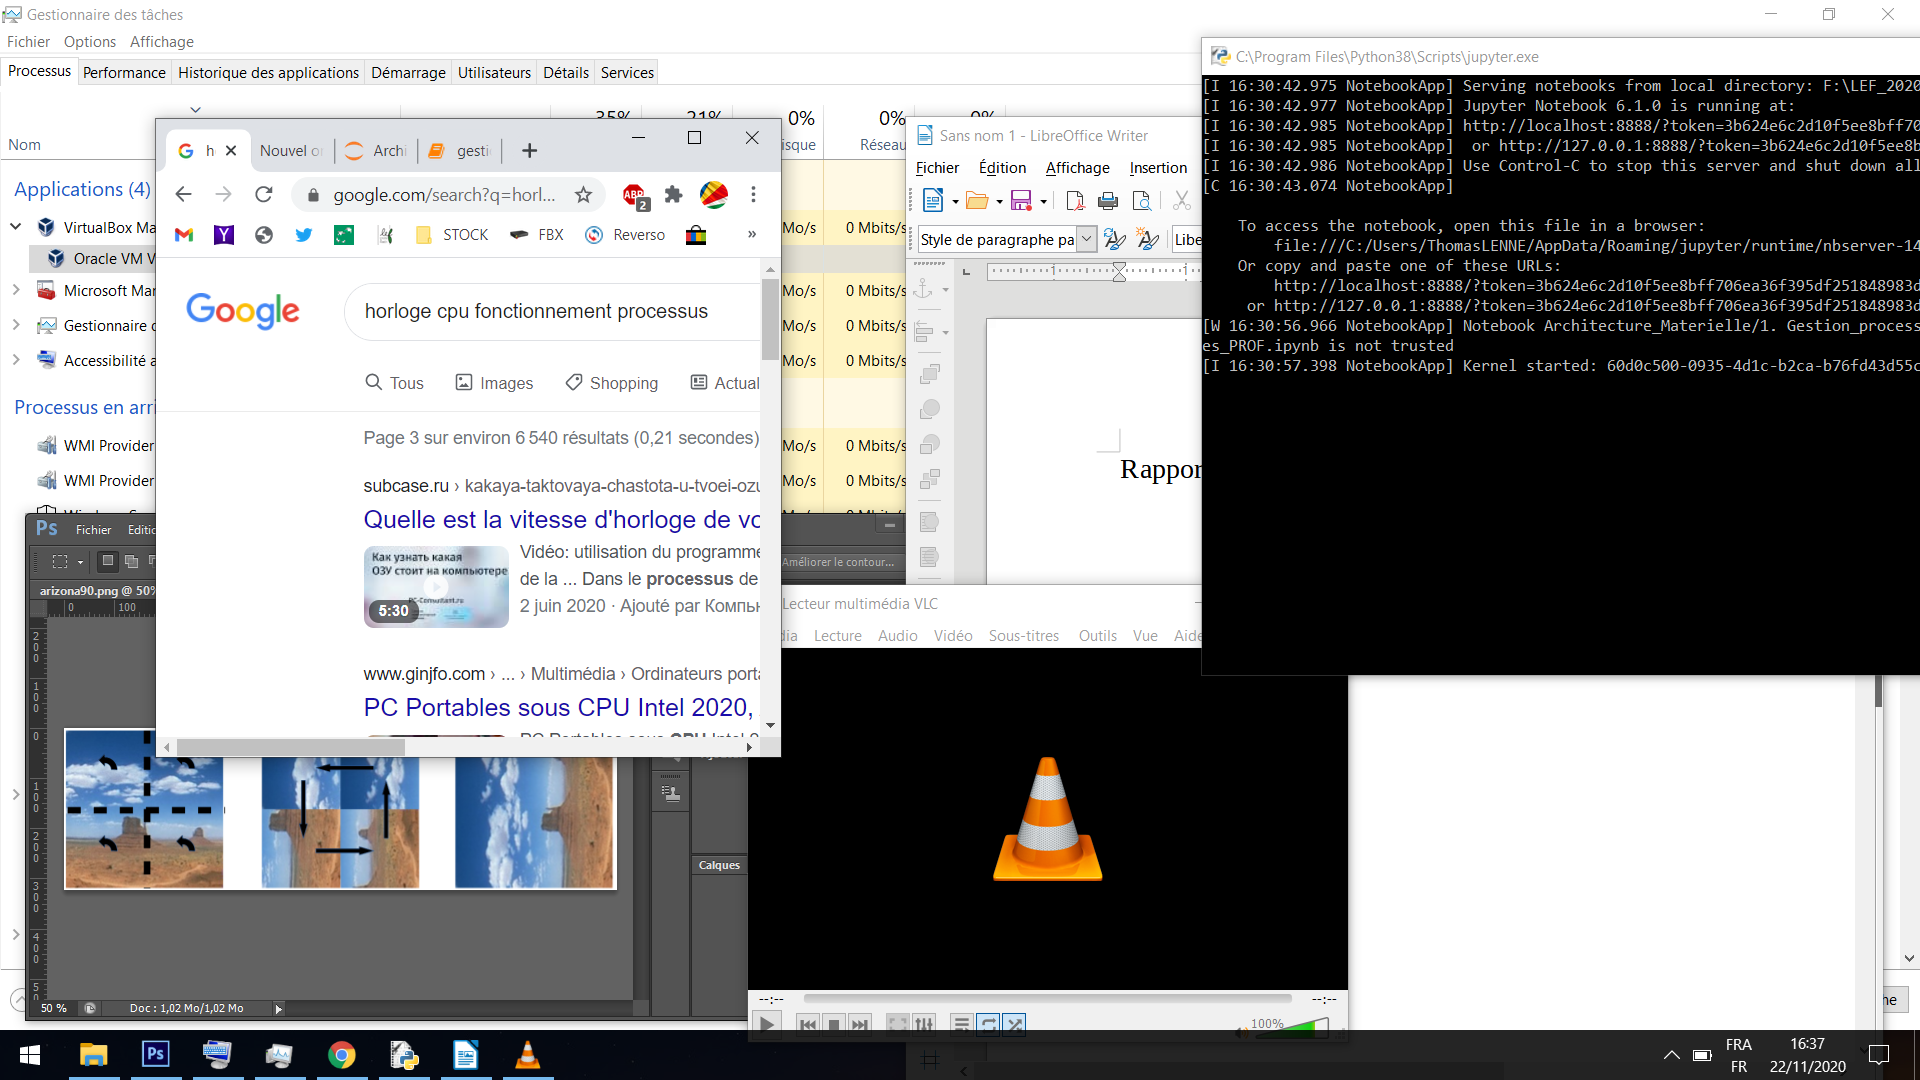 Gestionnaire des tâches
Fichier Options Affichage
Processus Performance Historique des applications Démarrage Utilisateurs Détails Services
35% 21% 0% 0% 0%
Nom
Réseau
Applications (4)
VirtualBox Ma
Oracle VM V
Microsoft Mar
Gestionnaire d
Accessibilité a
Processus en arri
WMI Provider
WMI Provider
Mo/s 0 Mbits/s
Mo/s 0 Mbits/s
Mo/s 0 Mbits/s
Mo/s 0 Mbits/s
Mo/s 0 Mbits/s
Mo/s 0 Mbits/s
Nouvel o
Archi
gesti
google.com/search?q=horl...
ABP
2
STOCK
FBX
Reverso
»
Google
horloge cpu fonctionnement processus
Tous Images Shopping Actual
Page 3 sur environ 6 540 résultats (0,21 secondes)
subcase.ru › kakaya-taktovaya-chastota-u-tvoei-ozu
Quelle est la vitesse d'horloge de vo
Как узнать какая
ОЗУ стоит на компьютере
PC-Consultant.ru
5:30
Vidéo: utilisation du programme
de la ... Dans le processus de
2 juin 2020 · Ajouté par Компьн
www.ginjfo.com › ... › Multimédia › Ordinateurs porta
PC Portables sous CPU Intel 2020,
Ps Fichier Editio
Améliorer le contour...
arizona90.png @ 50%
0 100
Calques
50 % Doc : 1,02 Mo/1,02 Mo
Sans nom 1 - LibreOffice Writer
Fichier Édition Affichage Insertion
Style de paragraphe pa
Libe
1 1
Rappor
Lecteur multimédia VLC
dia Lecture Audio Vidéo Sous-titres Outils Vue Aide
--:-- --:--
100%
C:\Program Files\Python38\Scripts\jupyter.exe
[I 16:30:42.975 NotebookApp] Serving notebooks from local directory: F:\LEF_2020
[I 16:30:42.977 NotebookApp] Jupyter Notebook 6.1.0 is running at:
[I 16:30:42.985 NotebookApp] http://localhost:8888/?token=3b624e6c2d10f5ee8bff70
[I 16:30:42.985 NotebookApp]  or http://127.0.0.1:8888/?token=3b624e6c2d10f5ee8b
[I 16:30:42.986 NotebookApp] Use Control-C to stop this server and shut down all
[C 16:30:43.074 NotebookApp]
To access the notebook, open this file in a browser:
file:///C:/Users/ThomasLENNE/AppData/Roaming/jupyter/runtime/nbserver-14
Or copy and paste one of these URLs:
http://localhost:8888/?token=3b624e6c2d10f5ee8bff706ea36f395df251848983d
or http://127.0.0.1:8888/?token=3b624e6c2d10f5ee8bff706ea36f395df251848983d
[W 16:30:56.966 NotebookApp] Notebook Architecture_Materielle/1. Gestion_process
es_PROF.ipynb is not trusted
[I 16:30:57.398 NotebookApp] Kernel started: 60d0c500-0935-4d1c-b2ca-b76fd43d55c
Ps
FRA
FR
16:37
22/11/2020